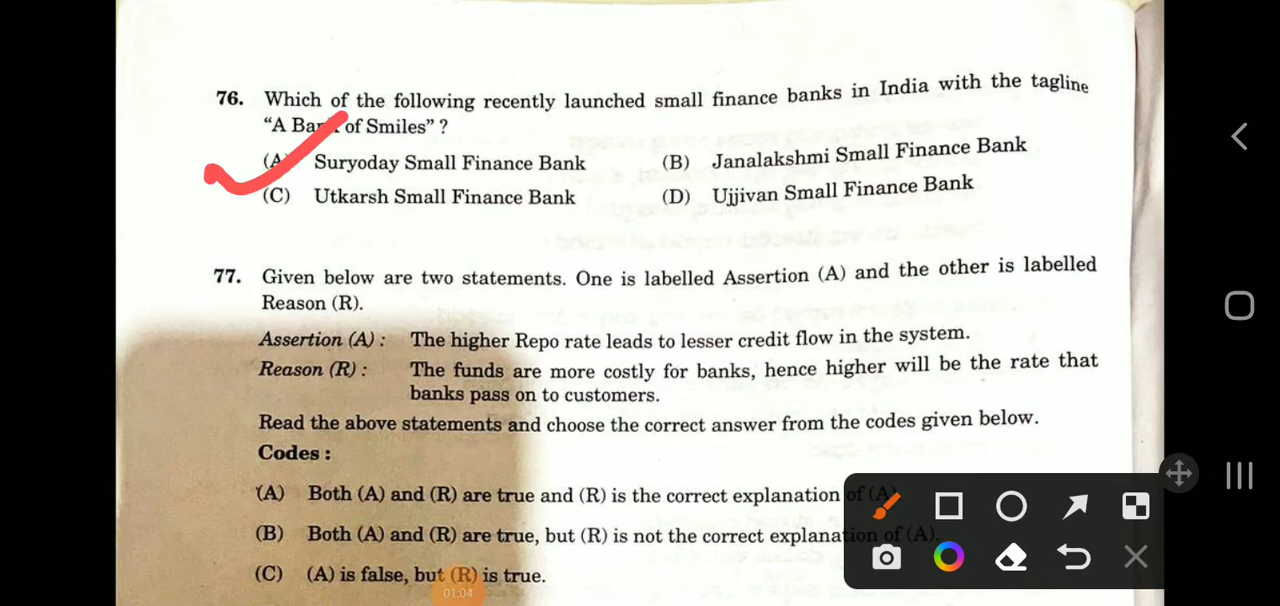 76. Which of the following recently launched small finance banks in India with the tagline
"A Bank of Smiles" ?
(A) Suryoday Small Finance Bank (B) Janalakshmi Small Finance Bank
(C) Utkarsh Small Finance Bank (D) Ujjivan Small Finance Bank
77. Given below are two statements. One is labelled Assertion (A) and the other is labelled
Reason (R).
Assertion (A) : The higher Repo rate leads to lesser credit flow in the system.
Reason (R) : The funds are more costly for banks, hence higher will be the rate that
banks pass on to customers.
Read the above statements and choose the correct answer from the codes given below.
Codes :
(A) Both (A) and (R) are true and (R) is the correct explanation of (A).
(B) Both (A) and (R) are true, but (R) is not the correct explanation of (A).
(C) (A) is false, but (R) is true.
01:04